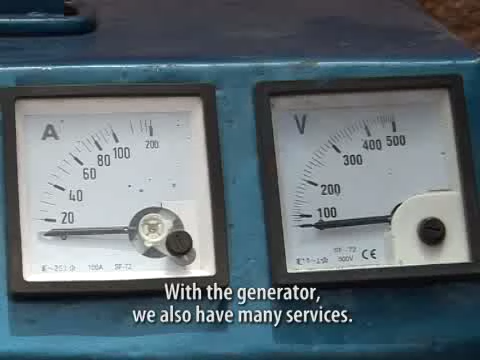 A
20
40
60
80
100
200
100A SF-72
V
100
200
300
400
500
SF-72
500V CE
With the generator,
we also have many services.